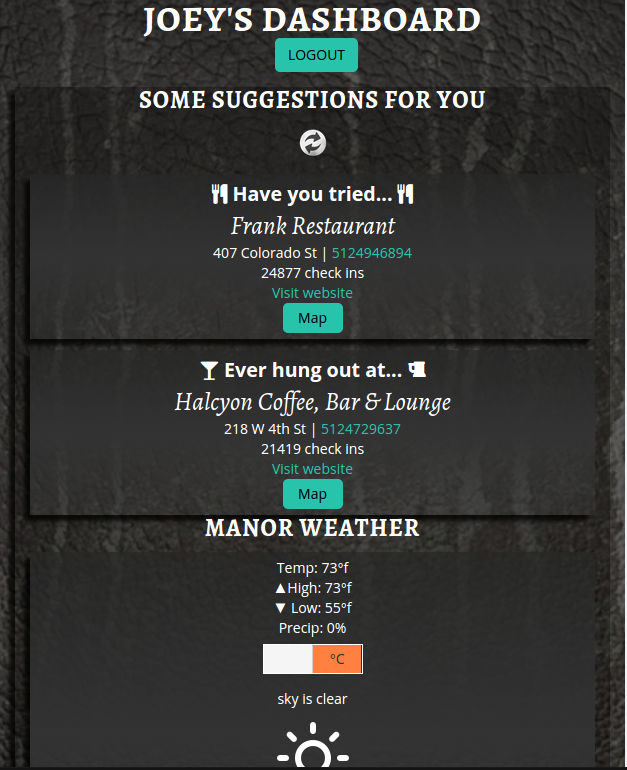 JOEY'S DASHBOARD
LOGOUT
SOME SUGGESTIONS FOR YOU
Have you tried...
Frank Restaurant
407 Colorado St | 5124946894
24877 check ins
Visit website
Map
Ever hung out at...
Halcyon Coffee, Bar & Lounge
218 W 4th St | 5124729637
21419 check ins
Visit website
Map
MANOR WEATHER
Temp: 73°f
▲High: 73°f
▼ Low: 55°f
Precip: 0%
°C
sky is clear